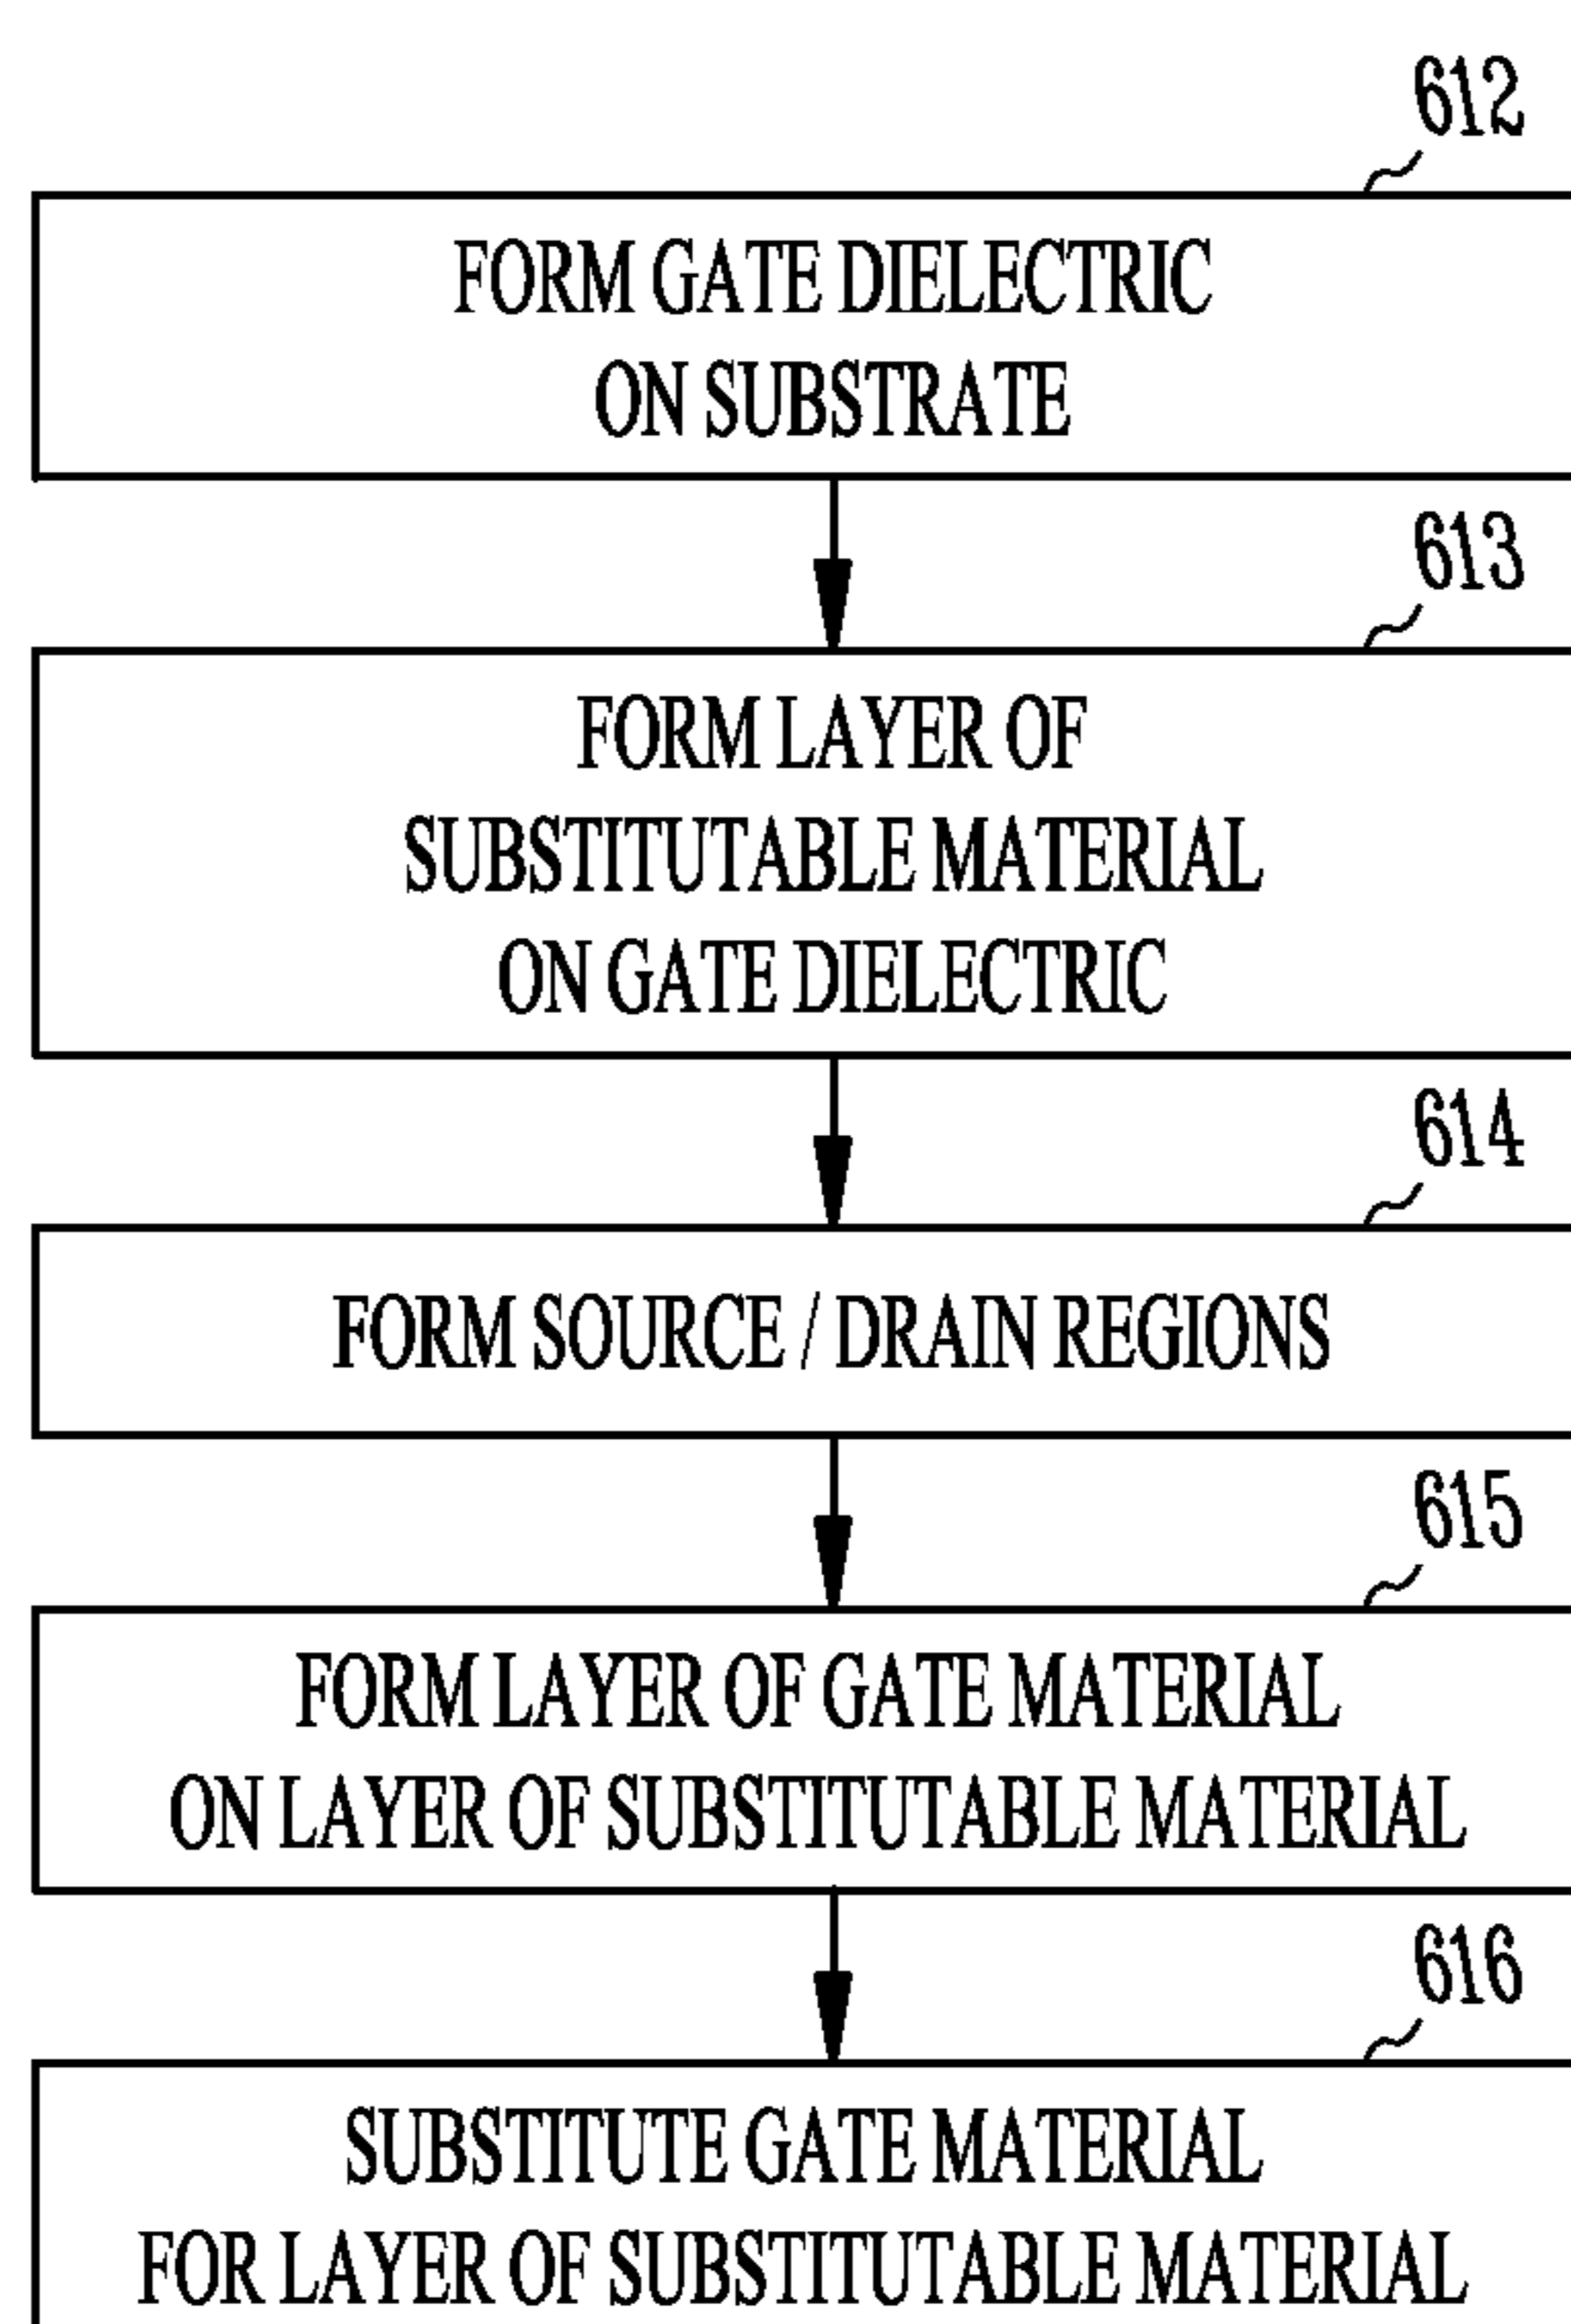 612
FORM GATE DIELECTRIC
ON SUBSTRATE
613
FORM LAYER OF
SUBSTITUTABLE MATERIAL
ON GATE DIELECTRIC
614
FORM SOURCE / DRAIN REGIONS
615
FORM LAYER OF GATE MATERIAL
ON LAYER OF SUBSTITUTABLE MATERIAL
616
SUBSTITUTE GATE MATERIAL
FOR LAYER OF SUBSTITUTABLE MATERIAL